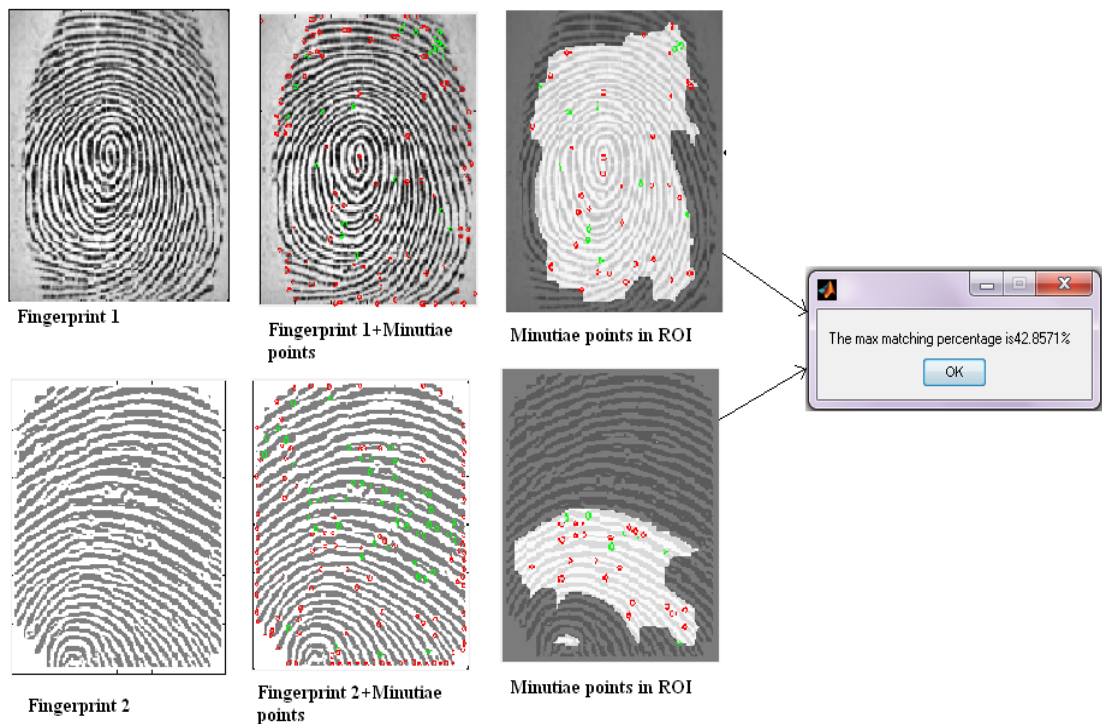 Fingerprint 1
Fingerprint 1+Minutiae
points
Minutiae points in ROI
The max matching percentage is42.8571%
OK
Fingerprint 2
Fingerprint 2+Minutiae
points
Minutiae points in ROI